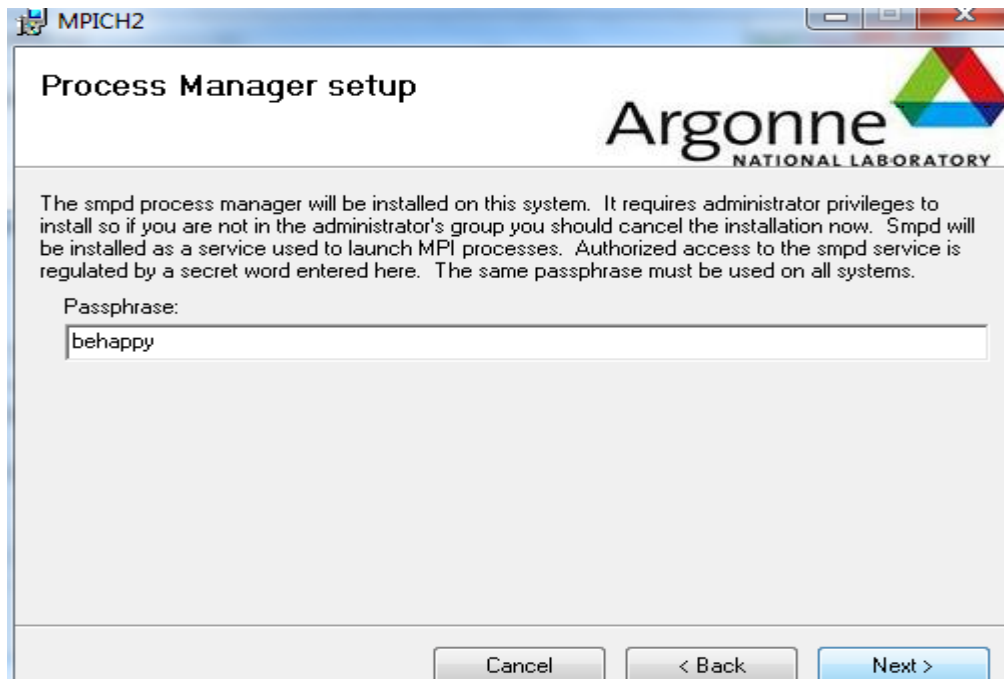 MPICH2
Process Manager setup
Argonne
NATIONAL LABORATORY
The smpd process manager will be installed on this system. It requires administrator privileges to
install so if you are not in the administrator's group you should cancel the installation now. Smpd will
be installed as a service used to launch MPI processes. Authorized access to the smpd service is
regulated by a secret word entered here. The same passphrase must be used on all systems.
Passphrase:
behappy
Cancel
< Back
Next >